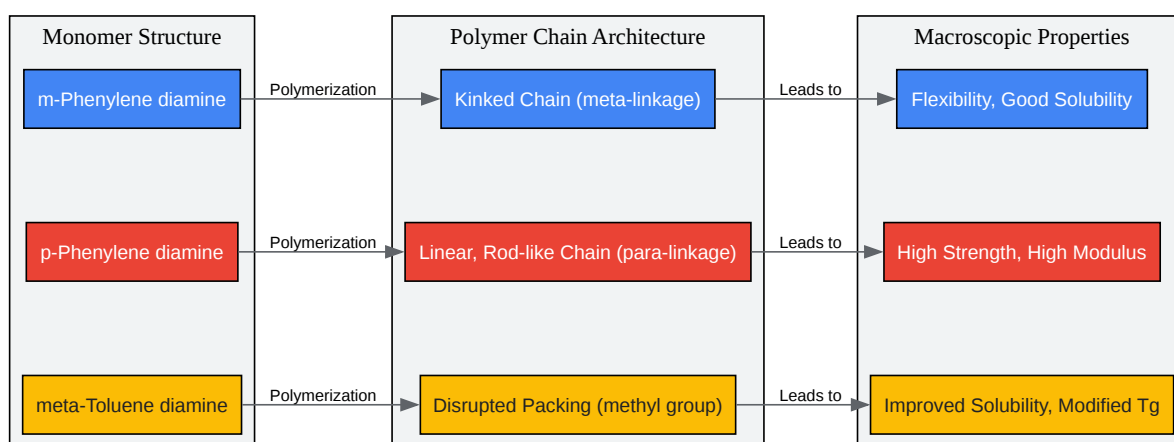 Monomer Structure
Polymer Chain Architecture
Macroscopic Properties
m-Phenylene diamine
Polymerization
Kinked Chain (meta-linkage)
Leads to
Flexibility, Good Solubility
p-Phenylene diamine
Polymerization
Linear, Rod-like Chain (para-linkage)
Leads to
High Strength, High Modulus
meta-Toluene diamine
Polymerization
Disrupted Packing (methyl group)
Leads to
Improved Solubility, Modified Tg